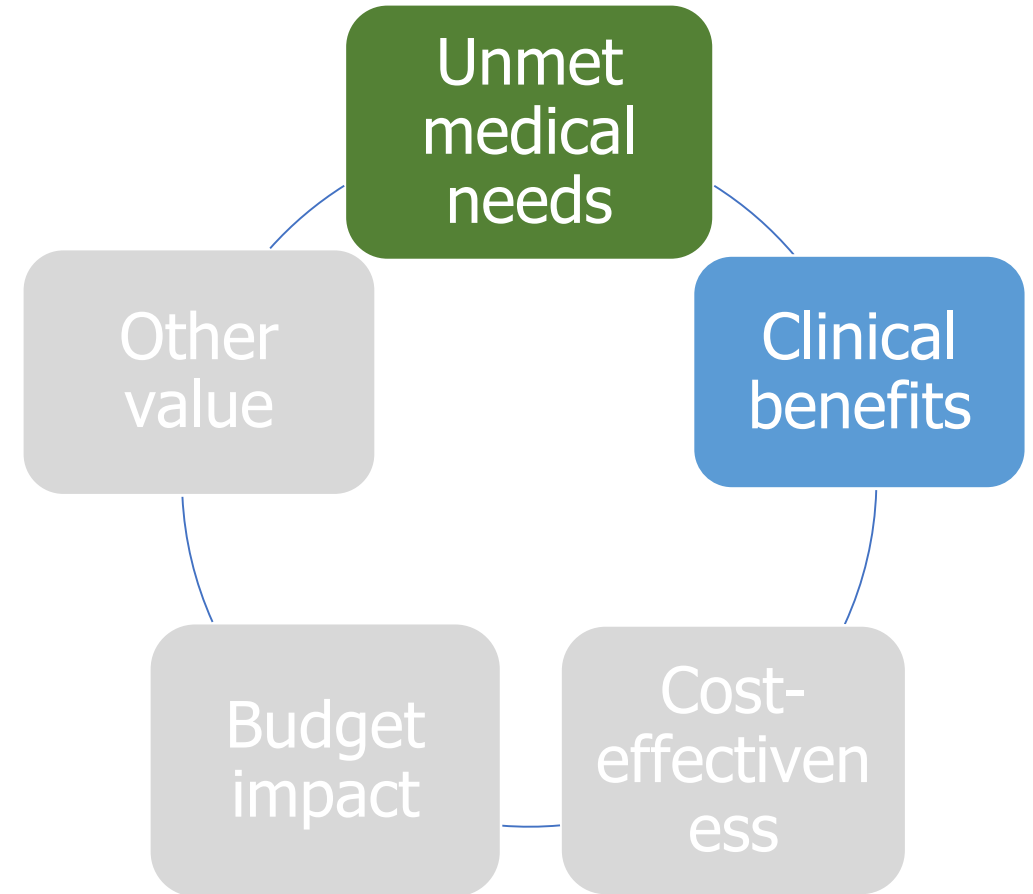 Unmet
medical
needs
Other
value
Clinical
benefits
Budget
impact
Cost-
effectiven
ess